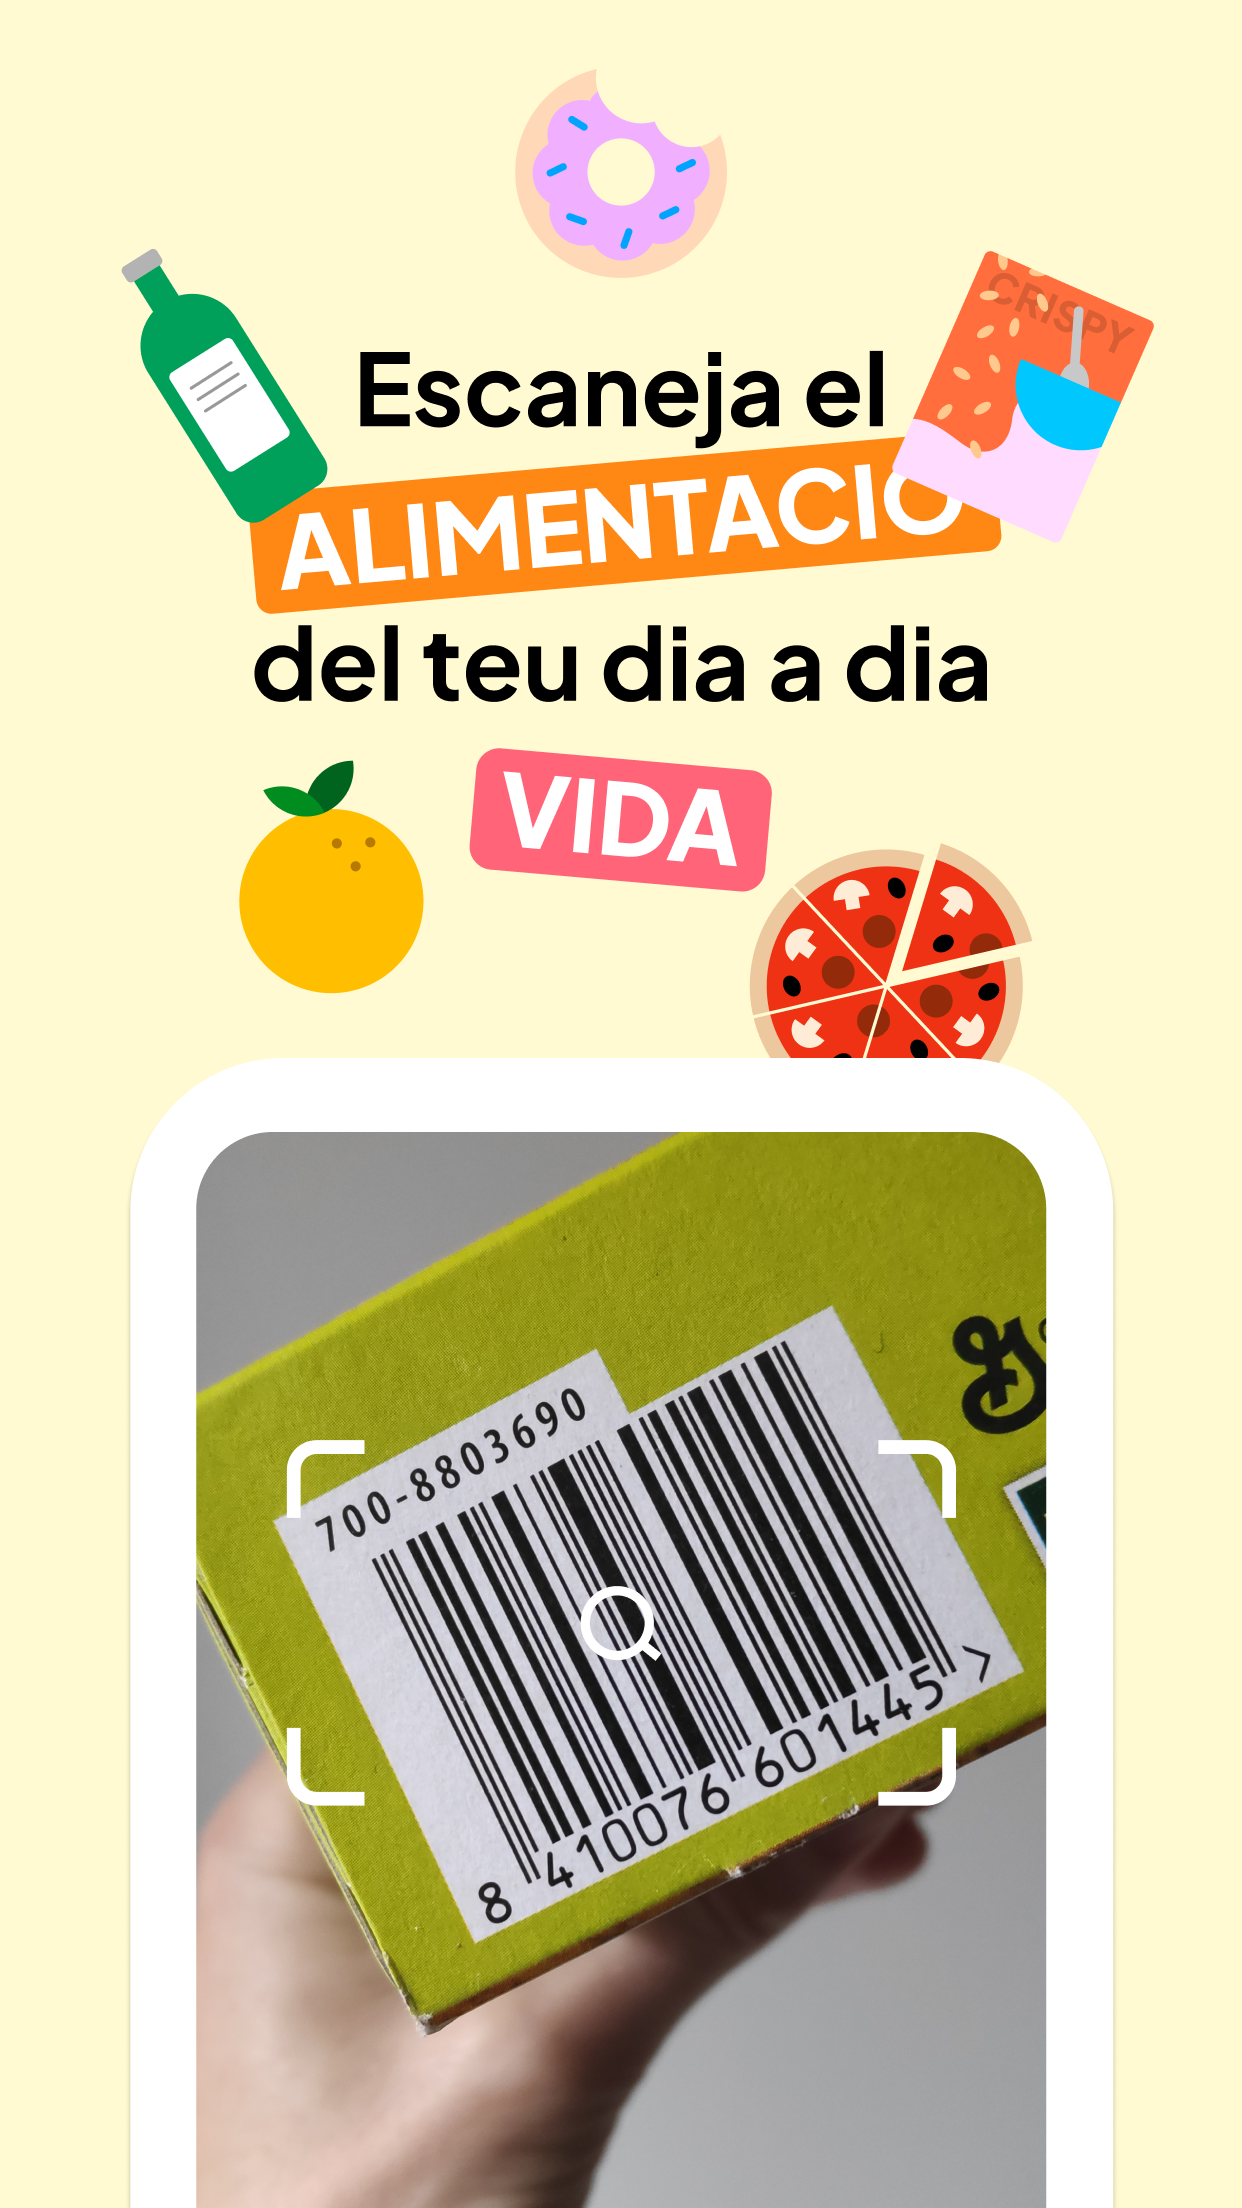 CRISPY
Escaneja el
ALIMENTACIO
del teu dia a dia
VIDA
700-8803690
8 410076 601445 >